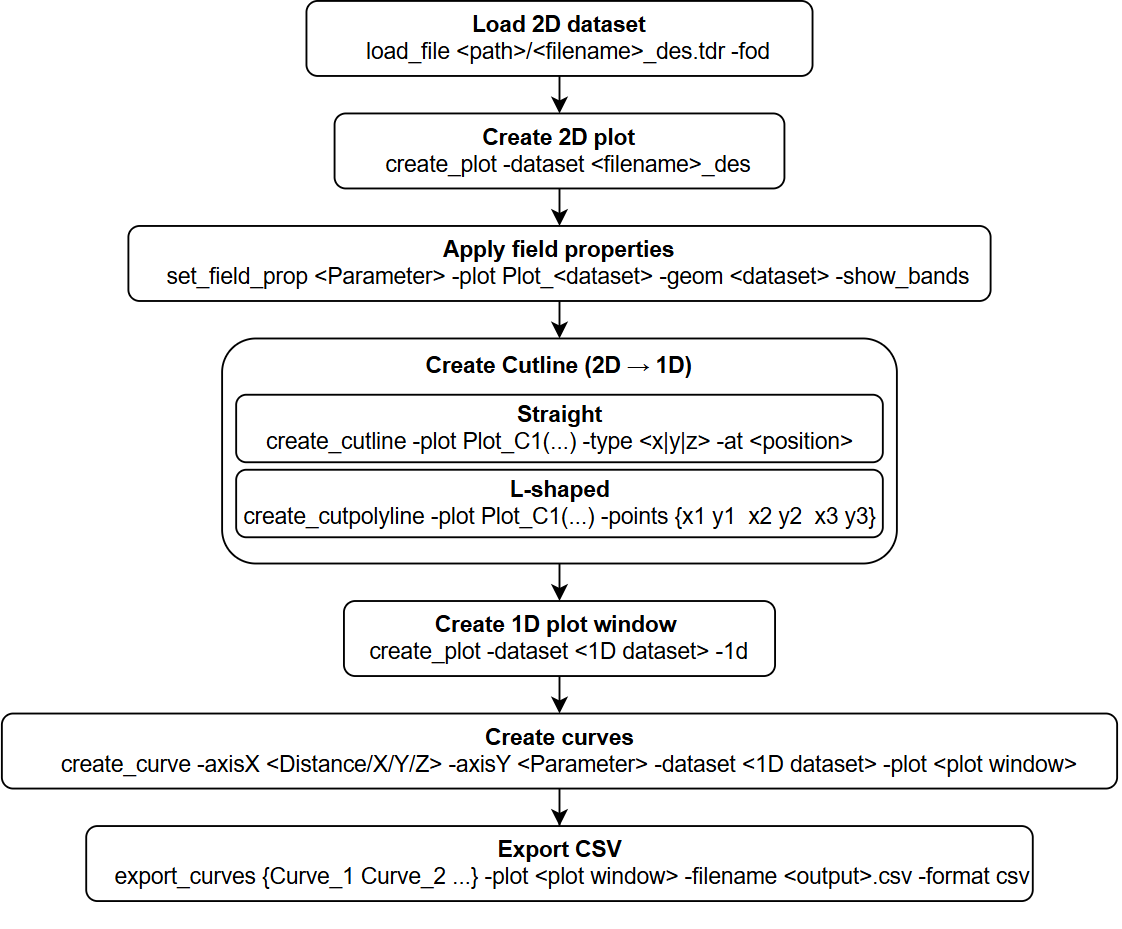 Load 2D dataset
load_file <path>/<filename>_des.tdr -fod
Create 2D plot
create_plot -dataset <filename>_des
Apply field properties
set_field_prop <Parameter> -plot Plot_<dataset> -geom <dataset> -show_bands
Create Cutline (2D → 1D)
Straight
create_cutline -plot Plot_C1(...) -type <x|y|z> -at <position>
L-shaped
create_cutpolyline -plot Plot_C1(...) -points {x1 y1  x2 y2  x3 y3}
Create 1D plot window
create_plot -dataset <1D dataset> -1d
Create curves
create_curve -axisX <Distance/X/Y/Z> -axisY <Parameter> -dataset <1D dataset> -plot <plot window>
Export CSV
export_curves {Curve_1 Curve_2 ...} -plot <plot window> -filename <output>.csv -format csv